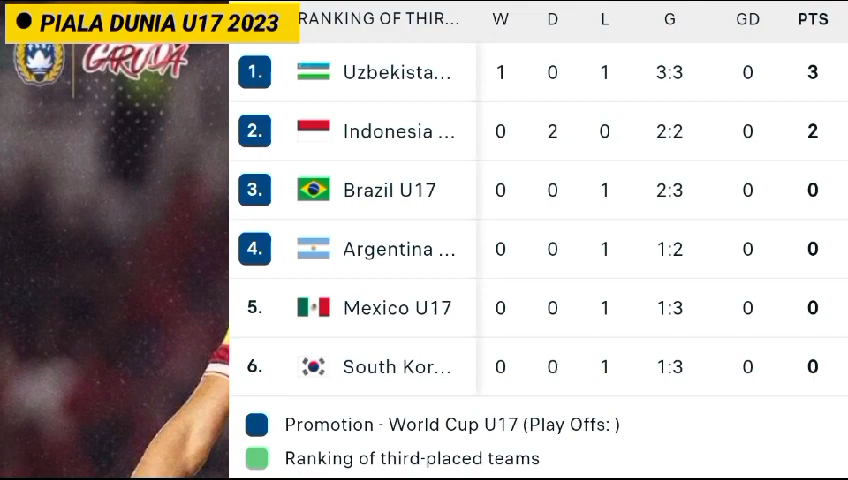 PIALA DUNIA U17 2023
GARUDA
RANKING OF THIR... W D L G GD PTS
1. Uzbekista... 1 0 1 3:3 0 3
2. Indonesia ... 0 2 0 2:2 0 2
3. Brazil U17 0 0 1 2:3 0 0
4. Argentina ... 0 0 1 1:2 0 0
5. Mexico U17 0 0 1 1:3 0 0
6. South Kor... 0 0 1 1:3 0 0
Promotion - World Cup U17 (Play Offs: )
Ranking of third-placed teams